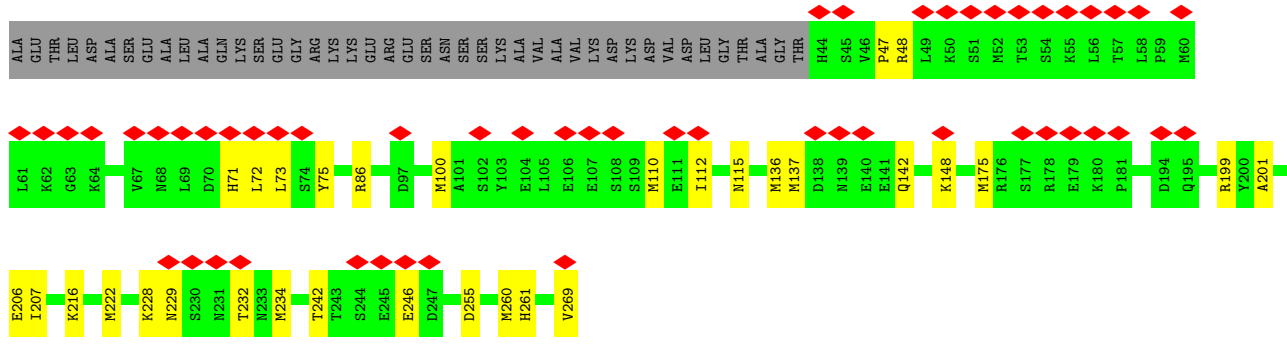 ALA GLU THR LEU ASP ALA SER GLU ALA LEU ALA GLN LYS SER GLU GLY ARG LYS LYS GLU ARG GLU SER ASN SER SER LYS ALA VAL ALA VAL LYS ASP LYS ASP VAL ASP LEU GLY THR ALA GLY THR H44 S45 V46 P47 R48 L49 K50 S51 M52 T53 S54 K55 L56 T57 L58 P59 M60
L61 K62 G63 K64 V67 N68 L69 D70 H71 L72 L73 S74 Y75 R86 D97 M100 A101 S102 Y103 E104 L105 E106 E107 S108 S109 M110 E111 I112 N115 M136 M137 D138 N139 E140 E141 Q142 K148 M175 R176 S177 R178 E179 K180 P181 D194 Q195 R199 Y200 A201
E206 I207 K216 M222 K228 N229 S230 N231 T232 N233 M234 T242 T243 S244 E245 E246 D247 D255 M260 H261 V269